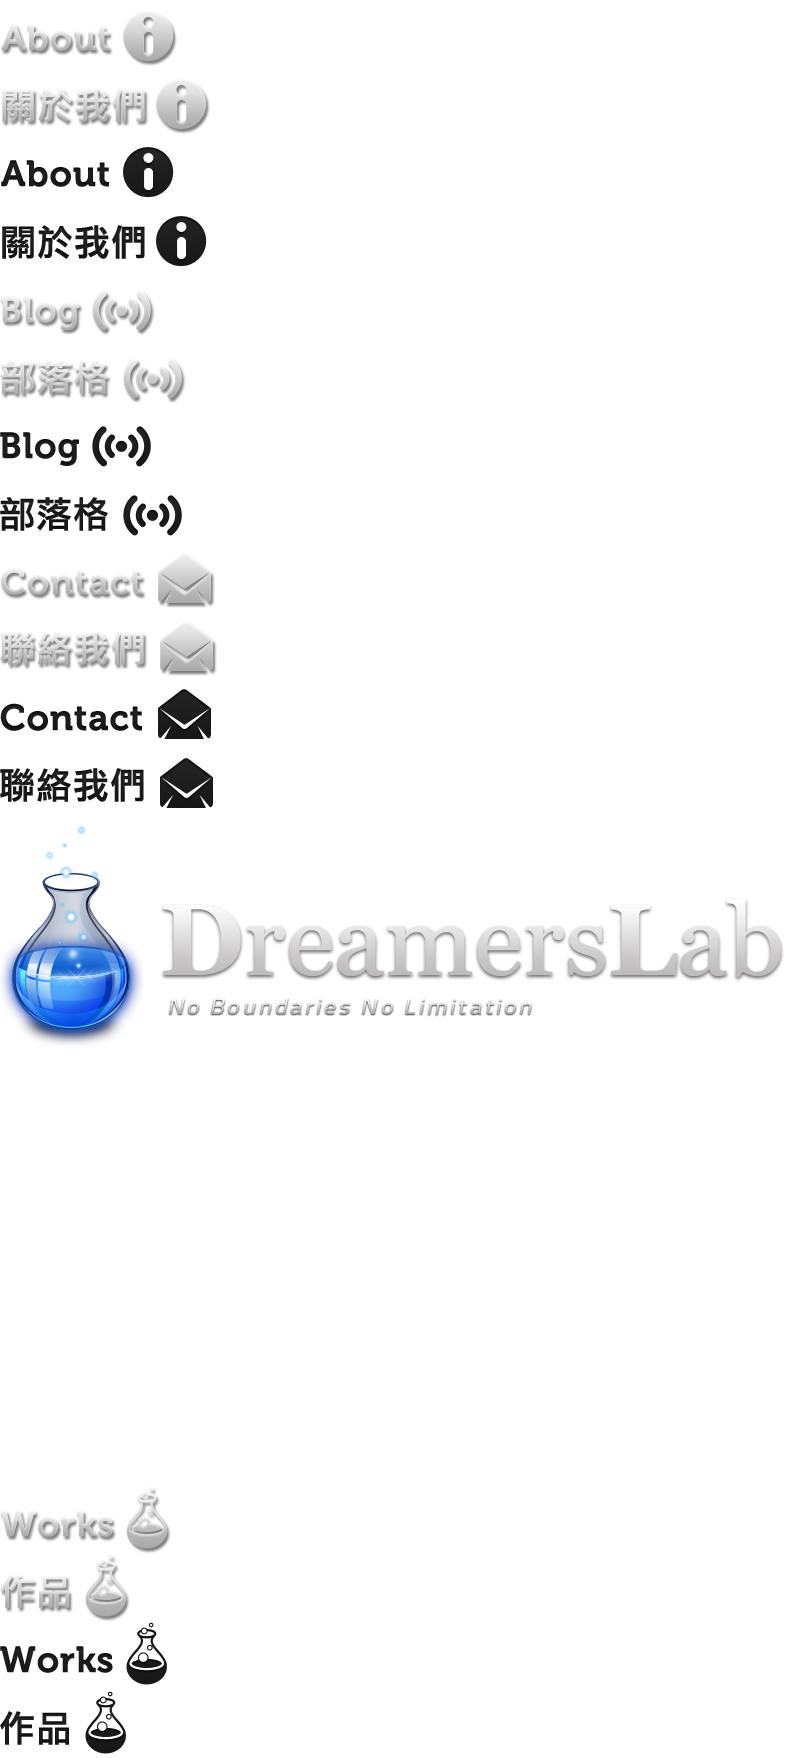 About
關於我們
About
關於我們
Blog
部落格
Blog
部落格
Contact
聯絡我們
Contact
聯絡我們
DreamersLab
No Boundaries No Limitation
Works
作品
Works
作品